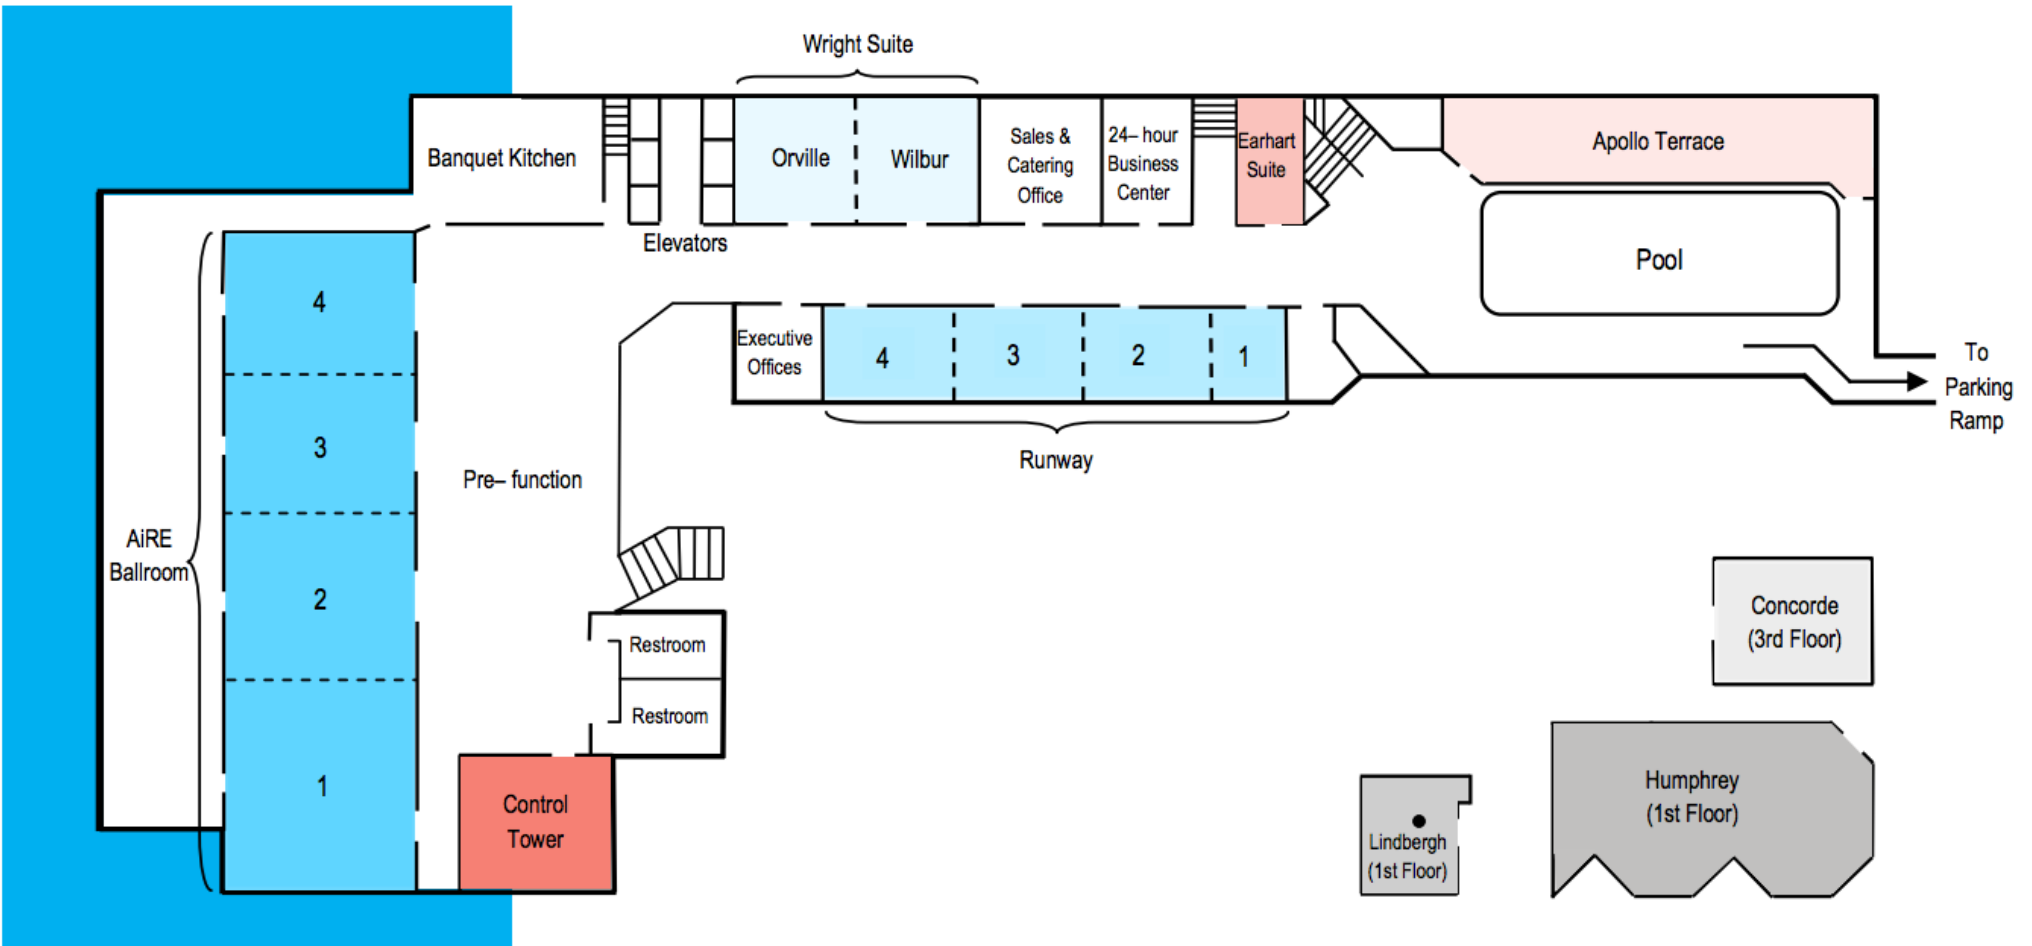 Wright Suite
Banquet Kitchen
Orville
Wilbur
Sales &
Catering
Office
24– hour
Business
Center
Earhart
Suite
Apollo Terrace
Elevators
Pool
4
3
2
1
AiRE
Ballroom
Pre– function
Executive
Offices
4
3
2
1
Runway
To
Parking
Ramp
Restroom
Restroom
Control
Tower
Concorde
(3rd Floor)
Humphrey
(1st Floor)
Lindbergh
(1st Floor)